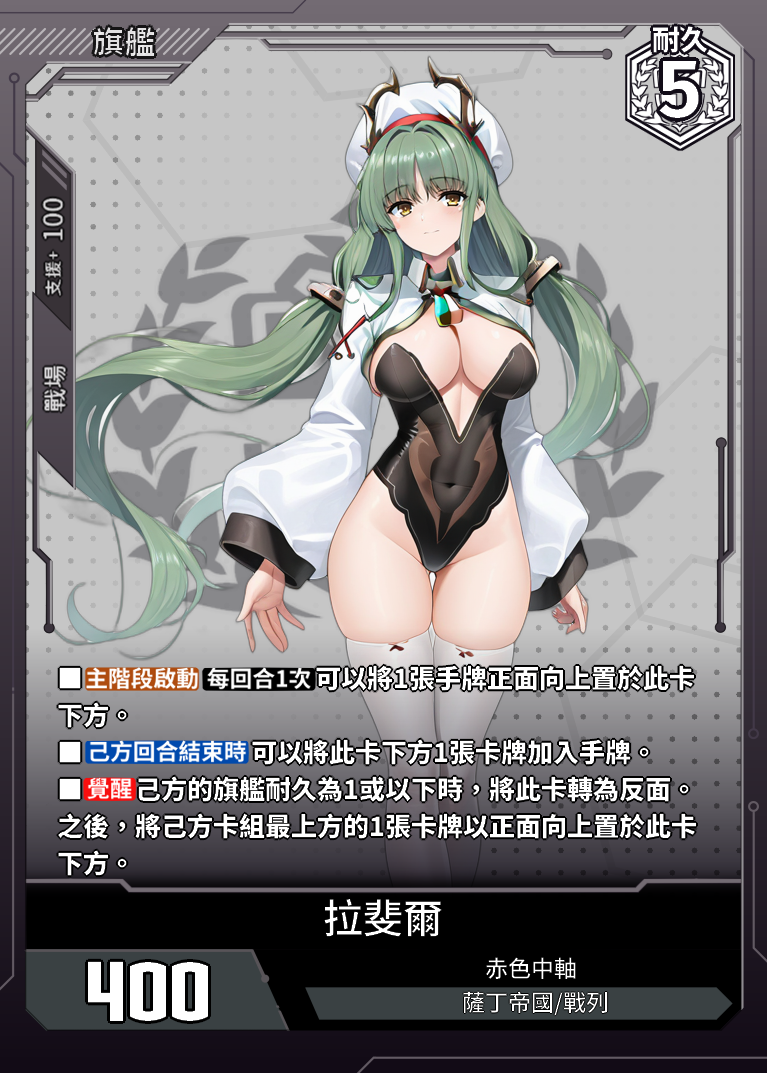 旗艦
耐久
5
支援+ 100
戰場
■主階段啟動 每回合1次可以將1張手牌正面向上置於此卡
下方。
■己方回合結束時可以將此卡下方1張卡牌加入手牌。
■覺醒己方的旗艦耐久為1或以下時，將此卡轉為反面。
之後，將己方卡組最上方的1張卡牌以正面向上置於此卡
下方。
拉斐爾
400
赤色中軸
薩丁帝國/戰列